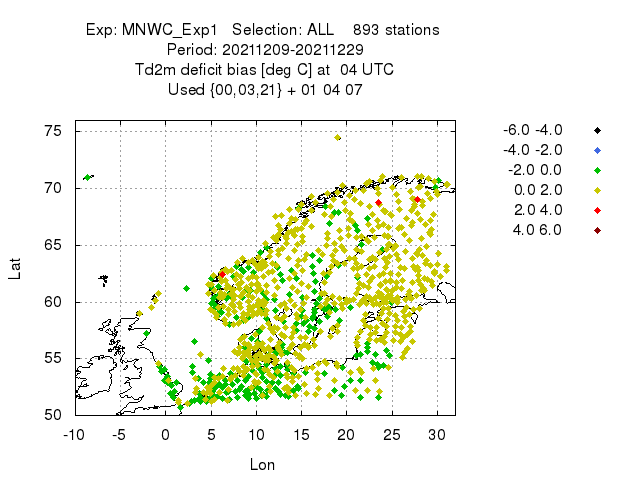 Exp: MNWC_Exp1   Selection: ALL    893 stations
Period: 20211209-20211229
Td2m deficit bias [deg C] at  04 UTC
Used {00,03,21} + 01 04 07
-6.0 -4.0
-4.0 -2.0
-2.0 0.0
0.0 2.0
2.0 4.0
4.0 6.0
75
70
65
60
55
50
Lat
-10 -5 0 5 10 15 20 25 30
Lon